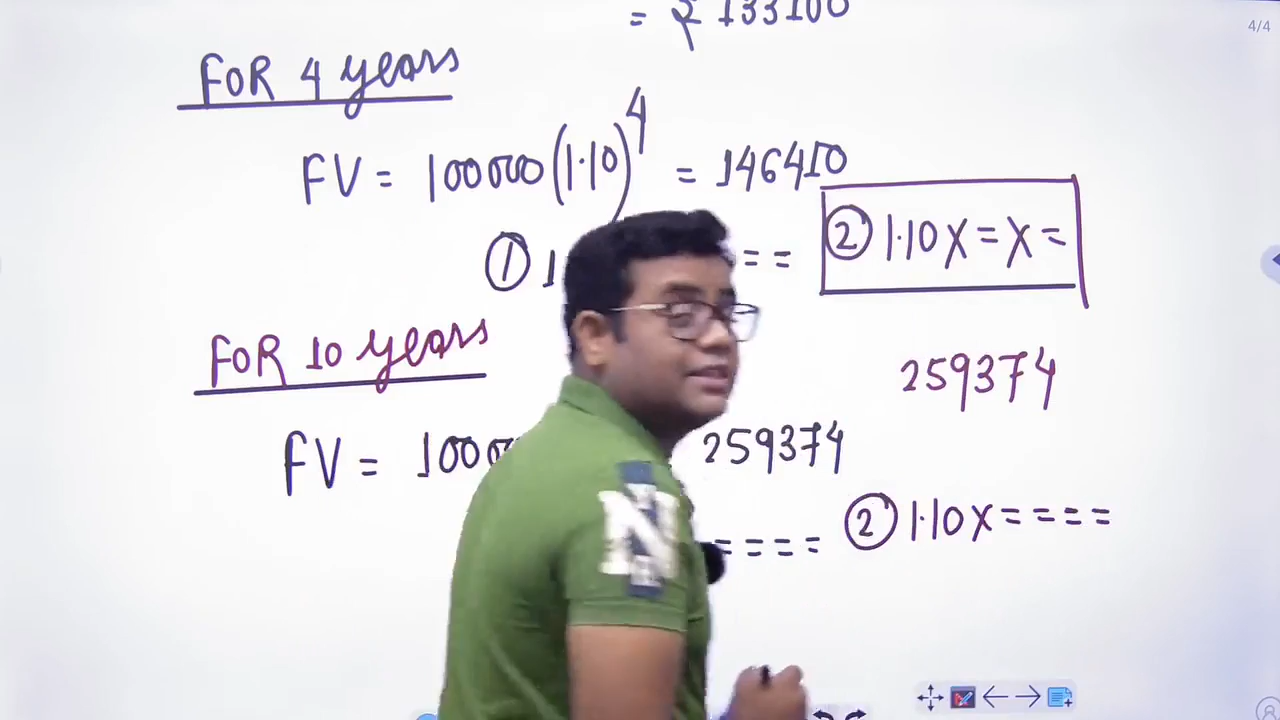 = ₹ 133100
4/4
FOR 4 years
FV = 100000(1·10)^4 = 146410
① 1 = =
② 1·10 X = X =
FOR 10 years
259374
FV = 1000 259374
= = = =
② 1·10 X = = = =
N